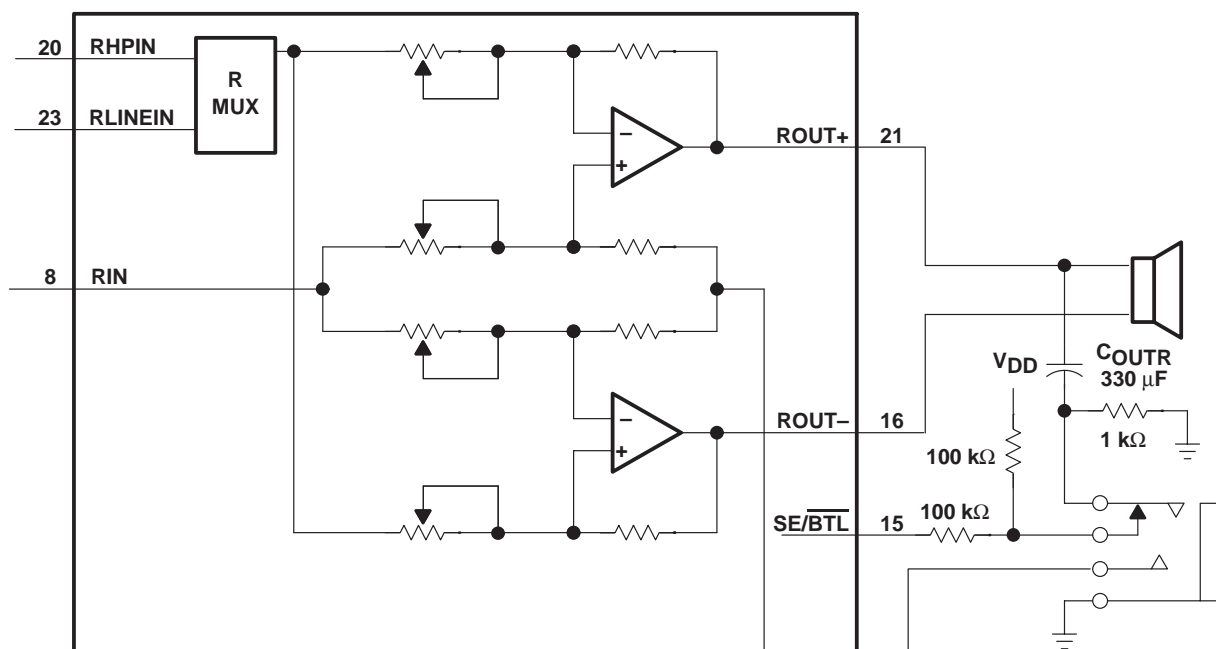 20 RHPIN
R
MUX
23 RLINEIN
−
+
ROUT+ 21
8 RIN
VDD
COUTR
330 μF
−
+
ROUT− 16
1 kΩ
100 kΩ
100 kΩ
SE/B̅T̅L̅ 15